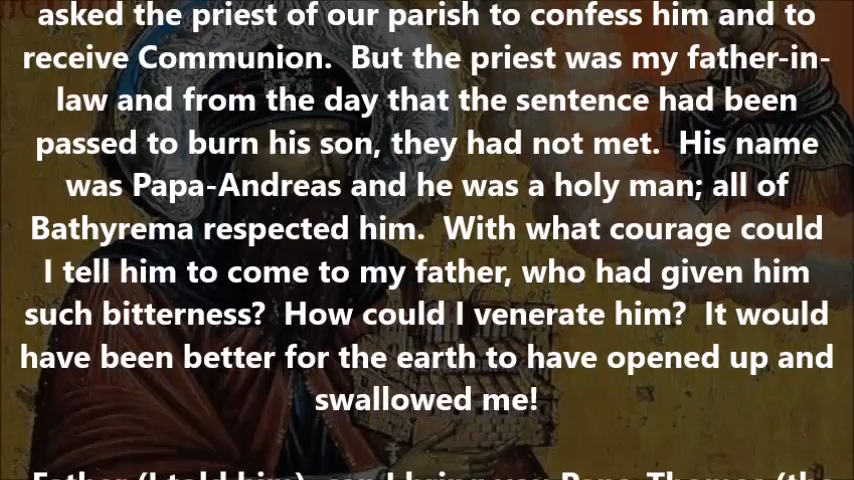 asked the priest of our parish to confess him and to
receive Communion.  But the priest was my father-in-
law and from the day that the sentence had been
passed to burn his son, they had not met.  His name
was Papa-Andreas and he was a holy man; all of
Bathyrema respected him.  With what courage could
I tell him to come to my father, who had given him
such bitterness?  How could I venerate him?  It would
have been better for the earth to have opened up and
swallowed me!
Father (I told him), can I bring you Papa-Thomas (the